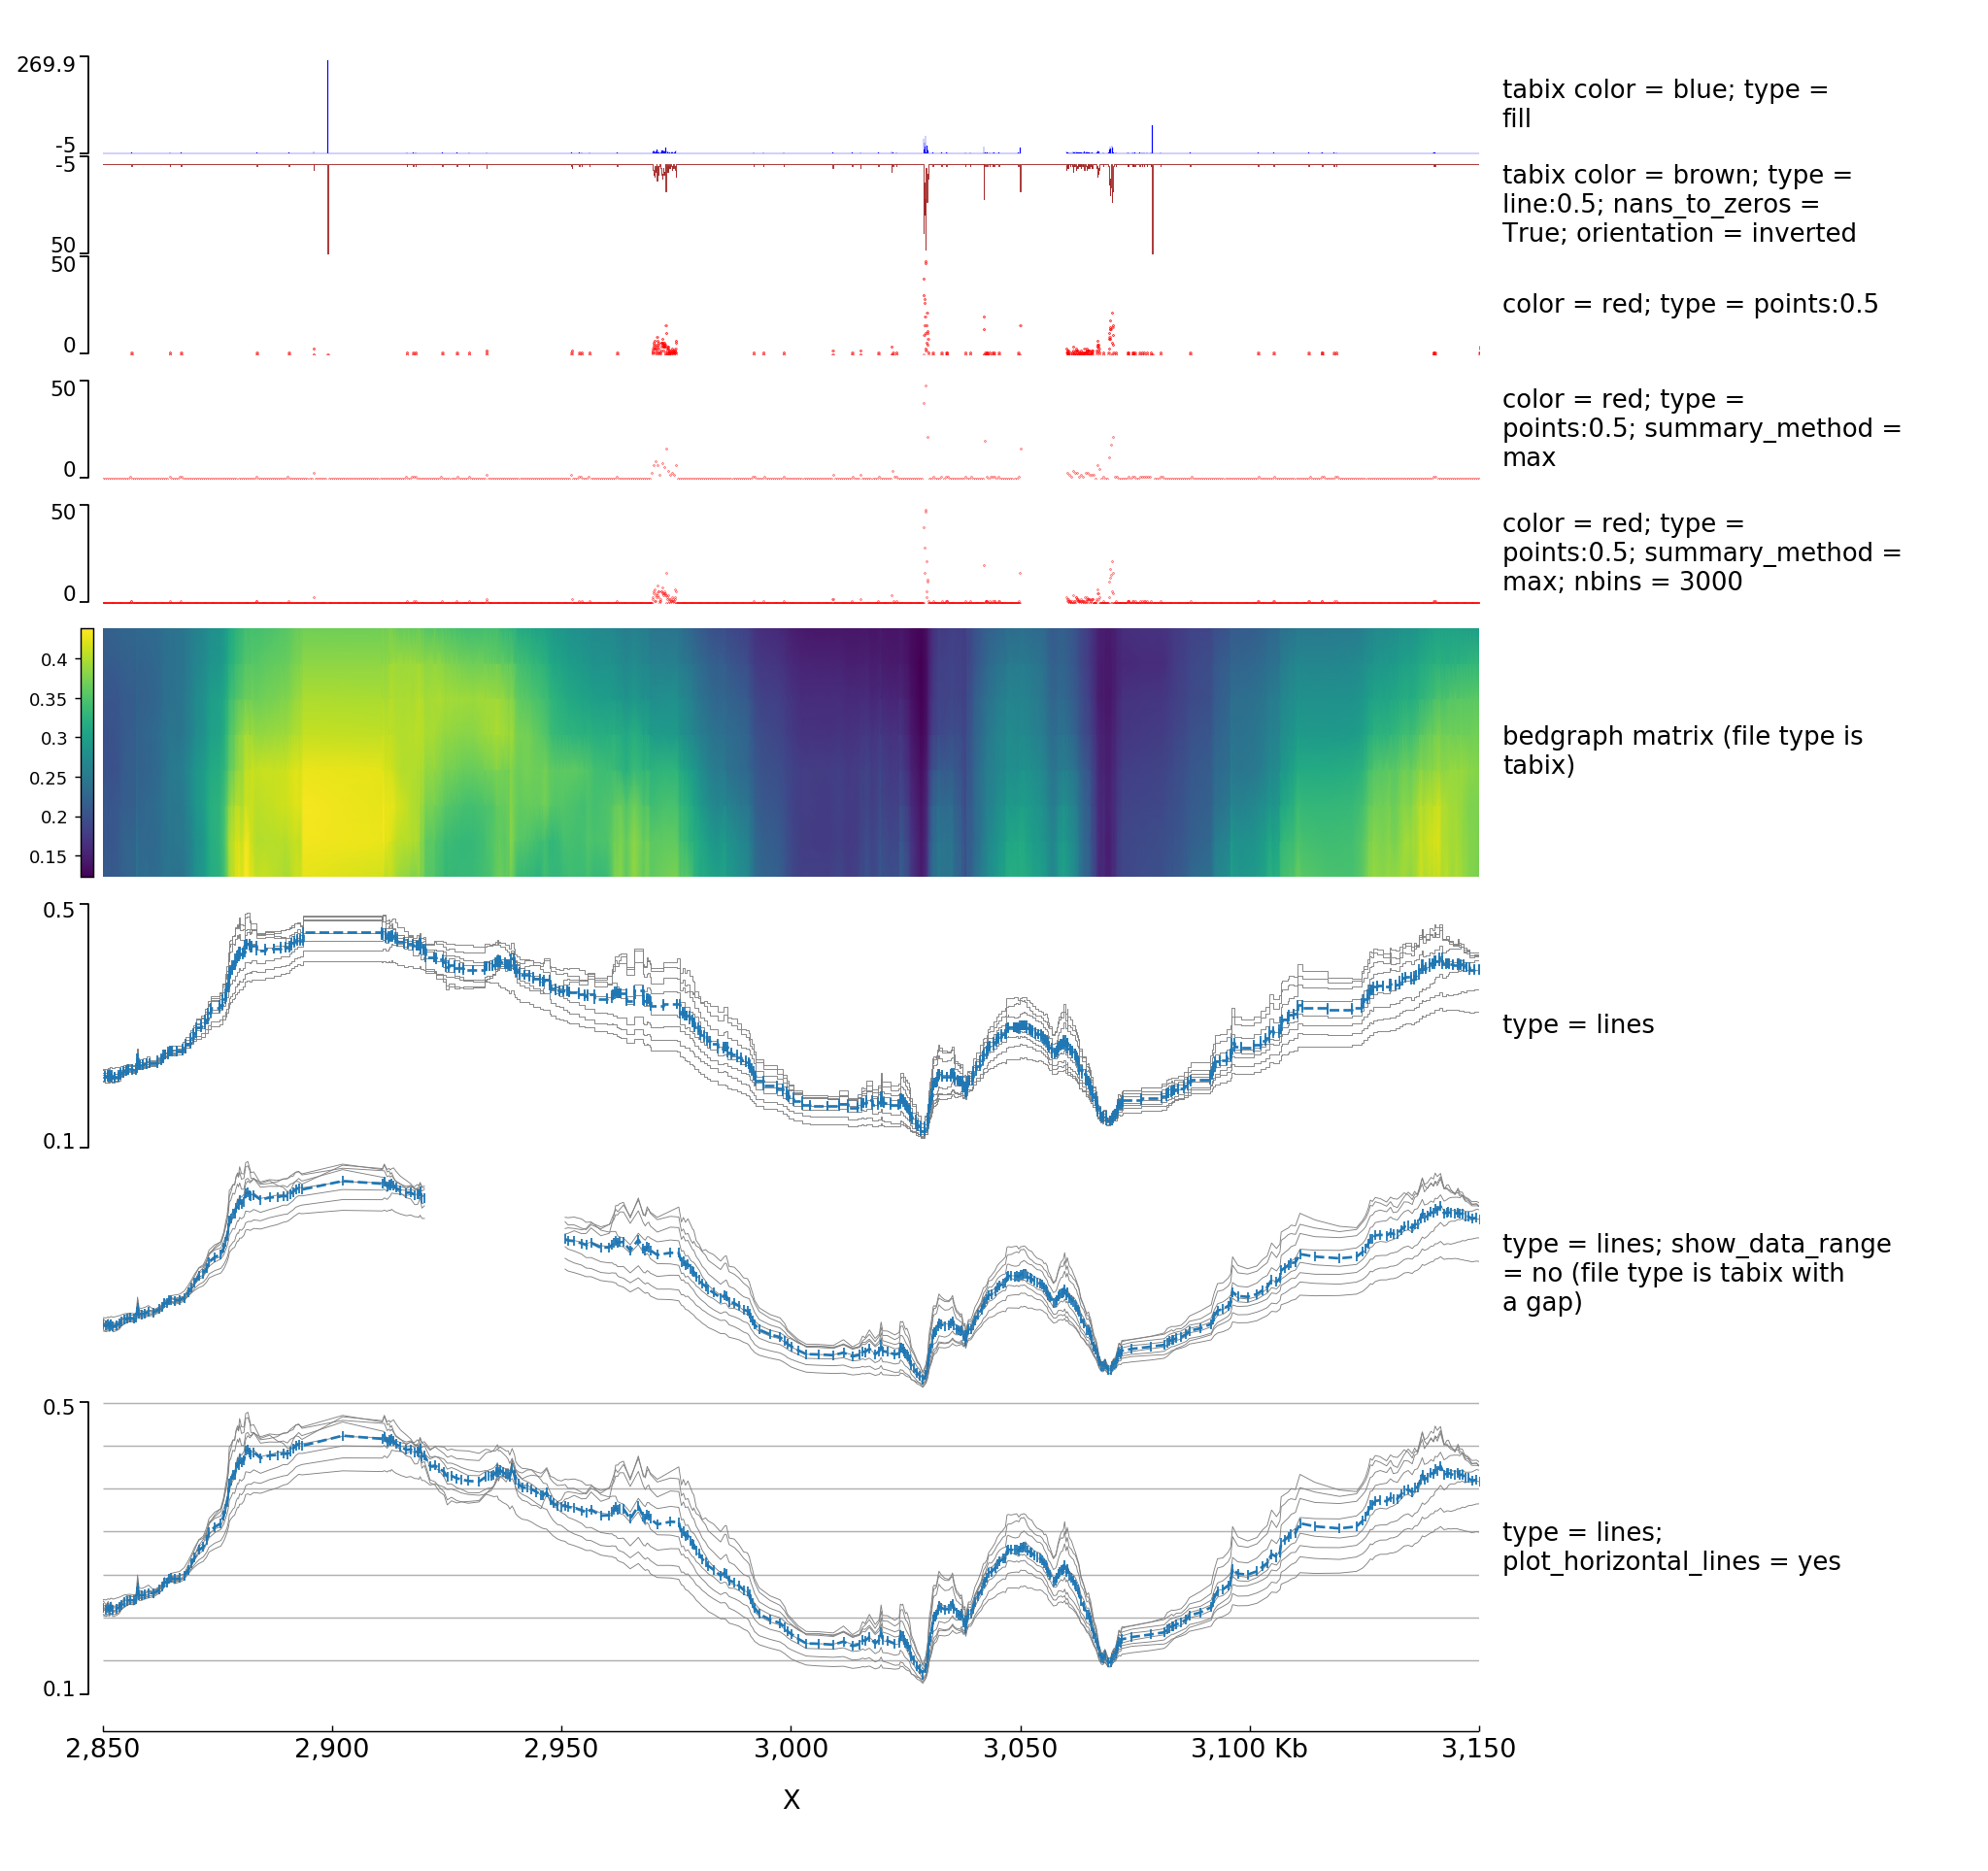 269.9
-5
tabix color = blue; type =
fill
-5
50
tabix color = brown; type =
line:0.5; nans_to_zeros =
True; orientation = inverted
50
0
color = red; type = points:0.5
50
0
color = red; type =
points:0.5; summary_method =
max
50
0
color = red; type =
points:0.5; summary_method =
max; nbins = 3000
0.4
0.35
0.3
0.25
0.2
0.15
bedgraph matrix (file type is
tabix)
0.5
0.1
type = lines
type = lines; show_data_range
= no (file type is tabix with
a gap)
0.5
0.1
type = lines;
plot_horizontal_lines = yes
2,850 2,900 2,950 3,000 3,050 3,100 Kb 3,150
X